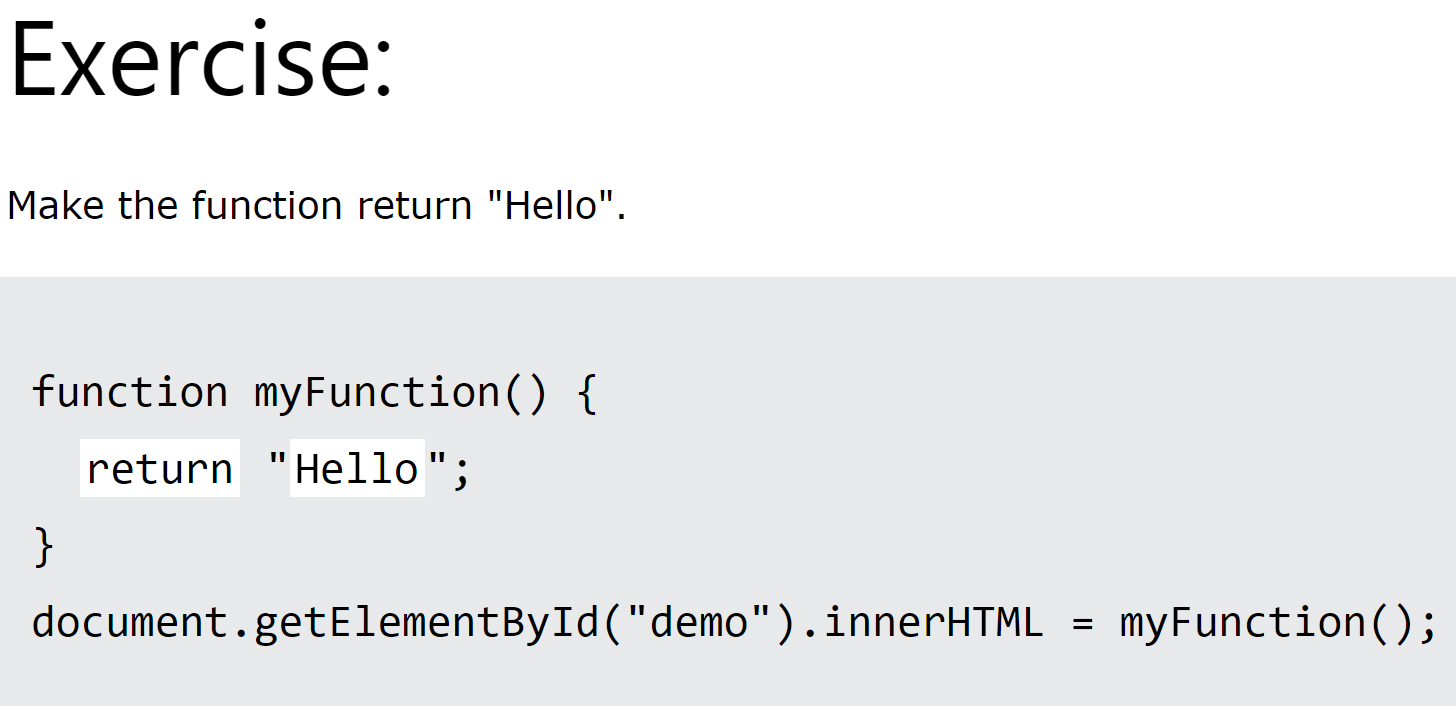 Exercise:
Make the function return "Hello".
function myFunction() {
  return "Hello";
}
document.getElementById("demo").innerHTML = myFunction();